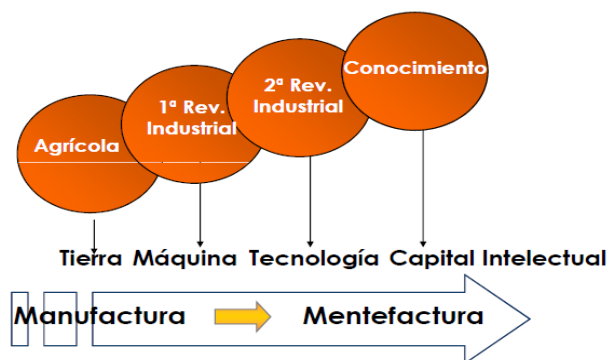 Conocimiento
2ª Rev.
Industrial
1ª Rev.
Industrial
Agrícola
Tierra Máquina Tecnología Capital Intelectual
Manufactura Mentefactura